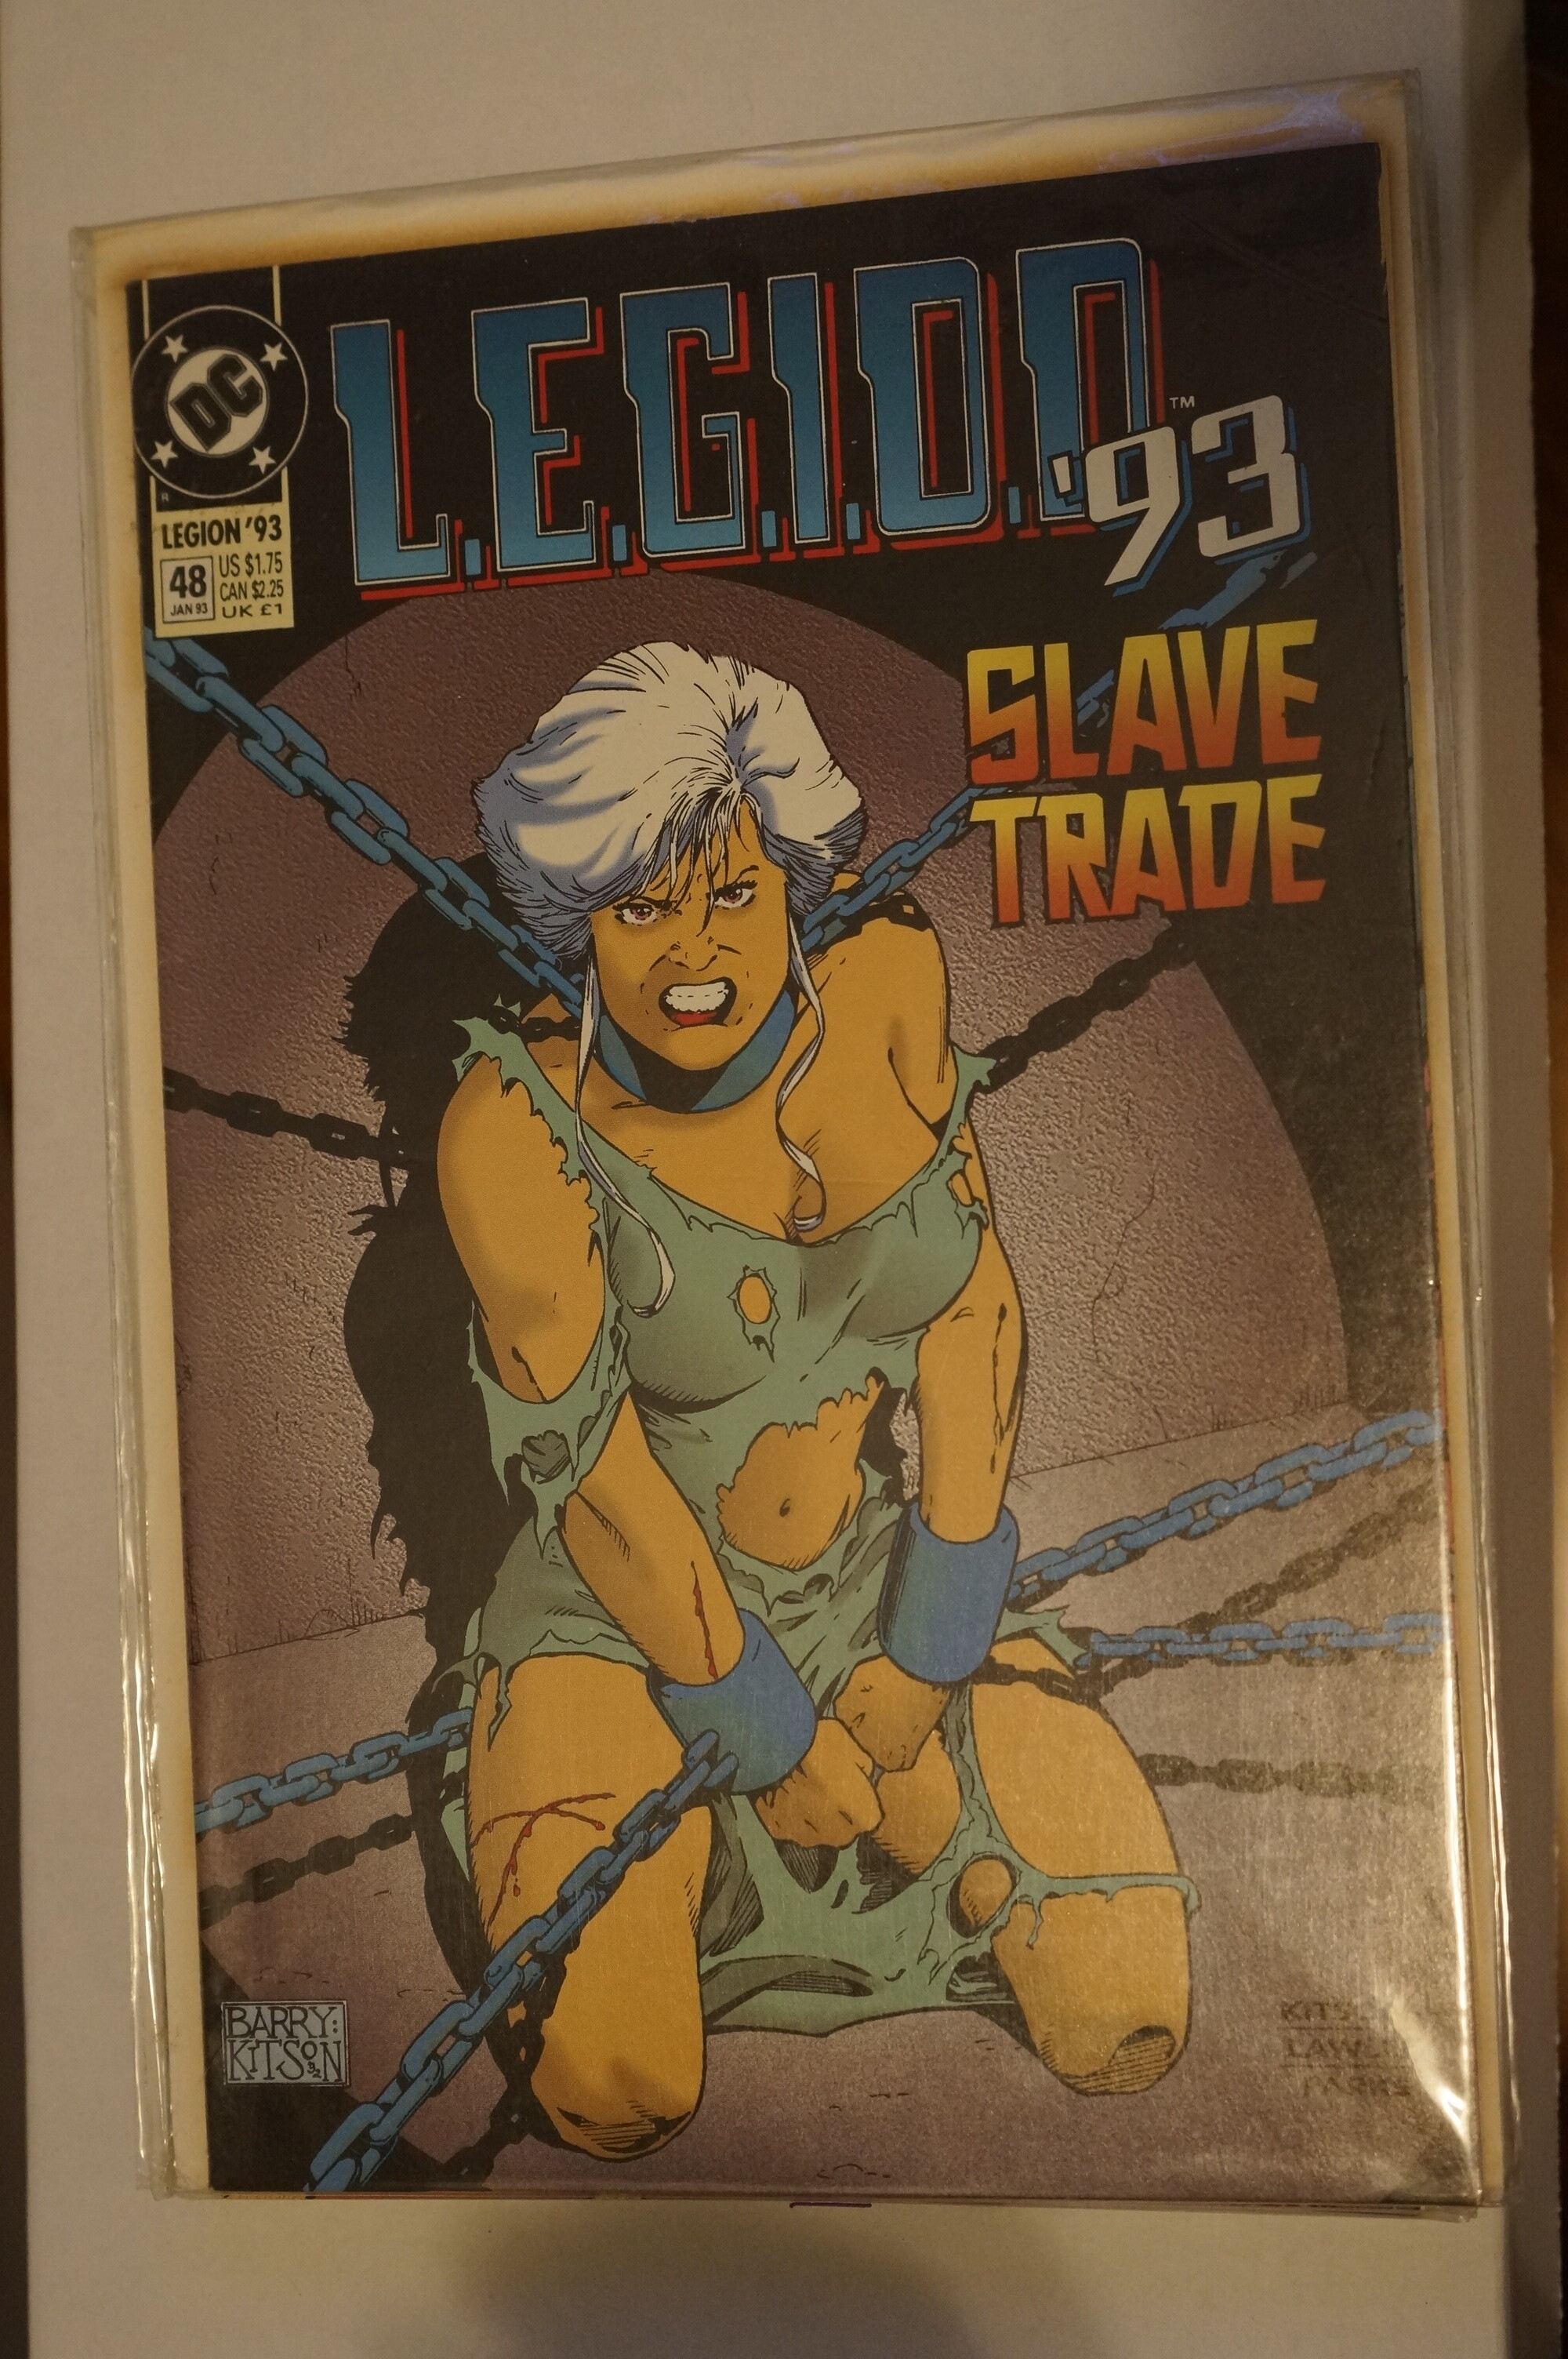 DC
L.E.G.I.O.N.
™
'93
LEGION '93
48
JAN 93
US $1.75
CAN $2.25
UK £1
SLAVE
TRADE
BARRY
KITSON
92